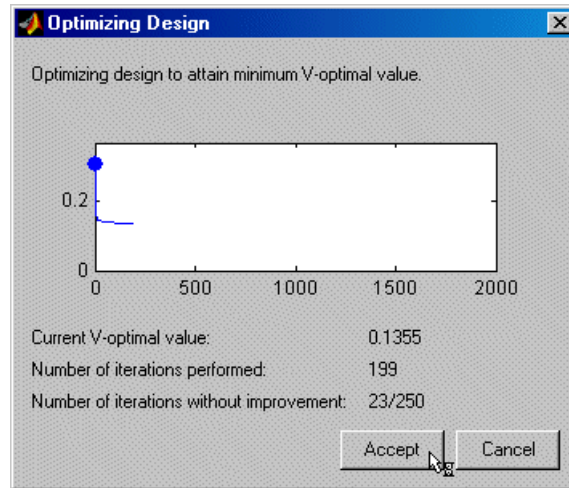 Optimizing Design
Optimizing design to attain minimum V-optimal value.
0.2
0
0 500 1000 1500 2000
Current V-optimal value: 0.1355
Number of iterations performed: 199
Number of iterations without improvement: 23/250
Accept Cancel